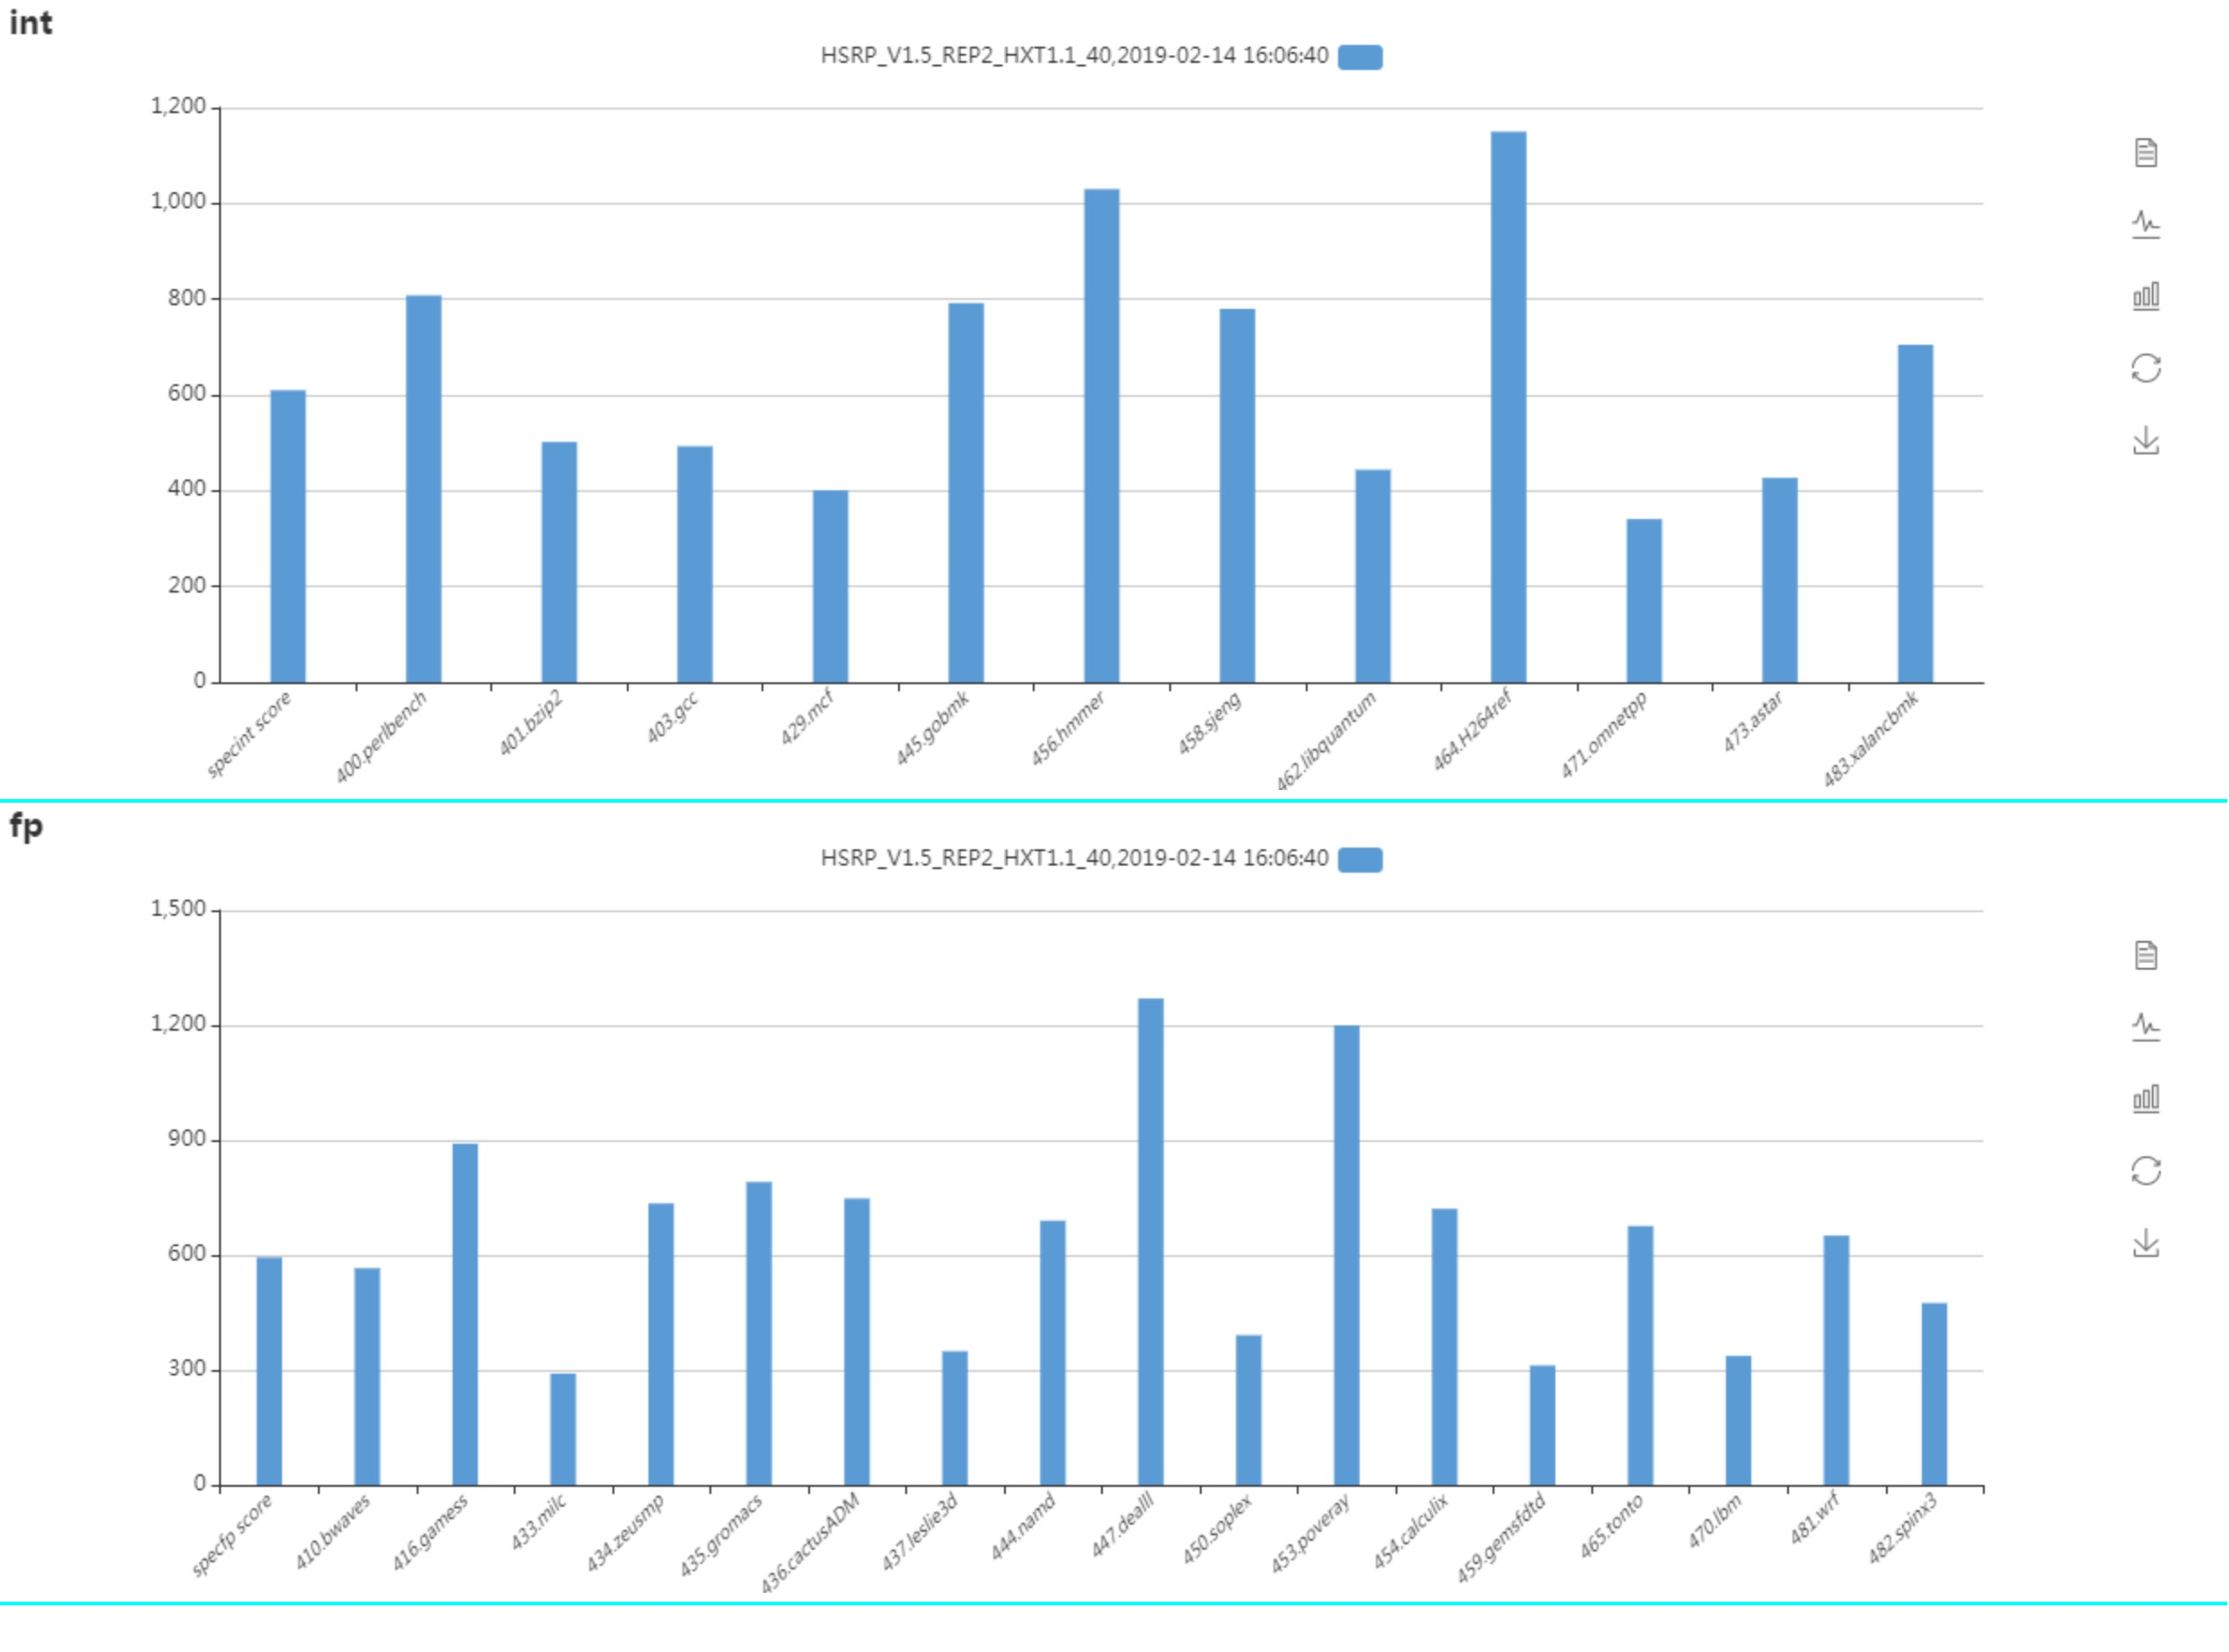 int
HSRP_V1.5_REP2_HXT1.1_40,2019-02-14 16:06:40
1,200
1,000
800
600
400
200
0
specint score
400.perlbench
401.bzip2
403.gcc
429.mcf
445.gobmk
456.hmmer
458.sjeng
462.libquantum
464.H264ref
471.omnetpp
473.astar
483.xalancbmk
fp
HSRP_V1.5_REP2_HXT1.1_40,2019-02-14 16:06:40
1,500
1,200
900
600
300
0
specfp score
410.bwaves
416.gamess
433.milc
434.zeusmp
435.gromacs
436.cactusADM
437.leslie3d
444.namd
447.dealII
450.soplex
453.poveray
454.calculix
459.gemsfdtd
465.tonto
470.lbm
481.wrf
482.spinx3